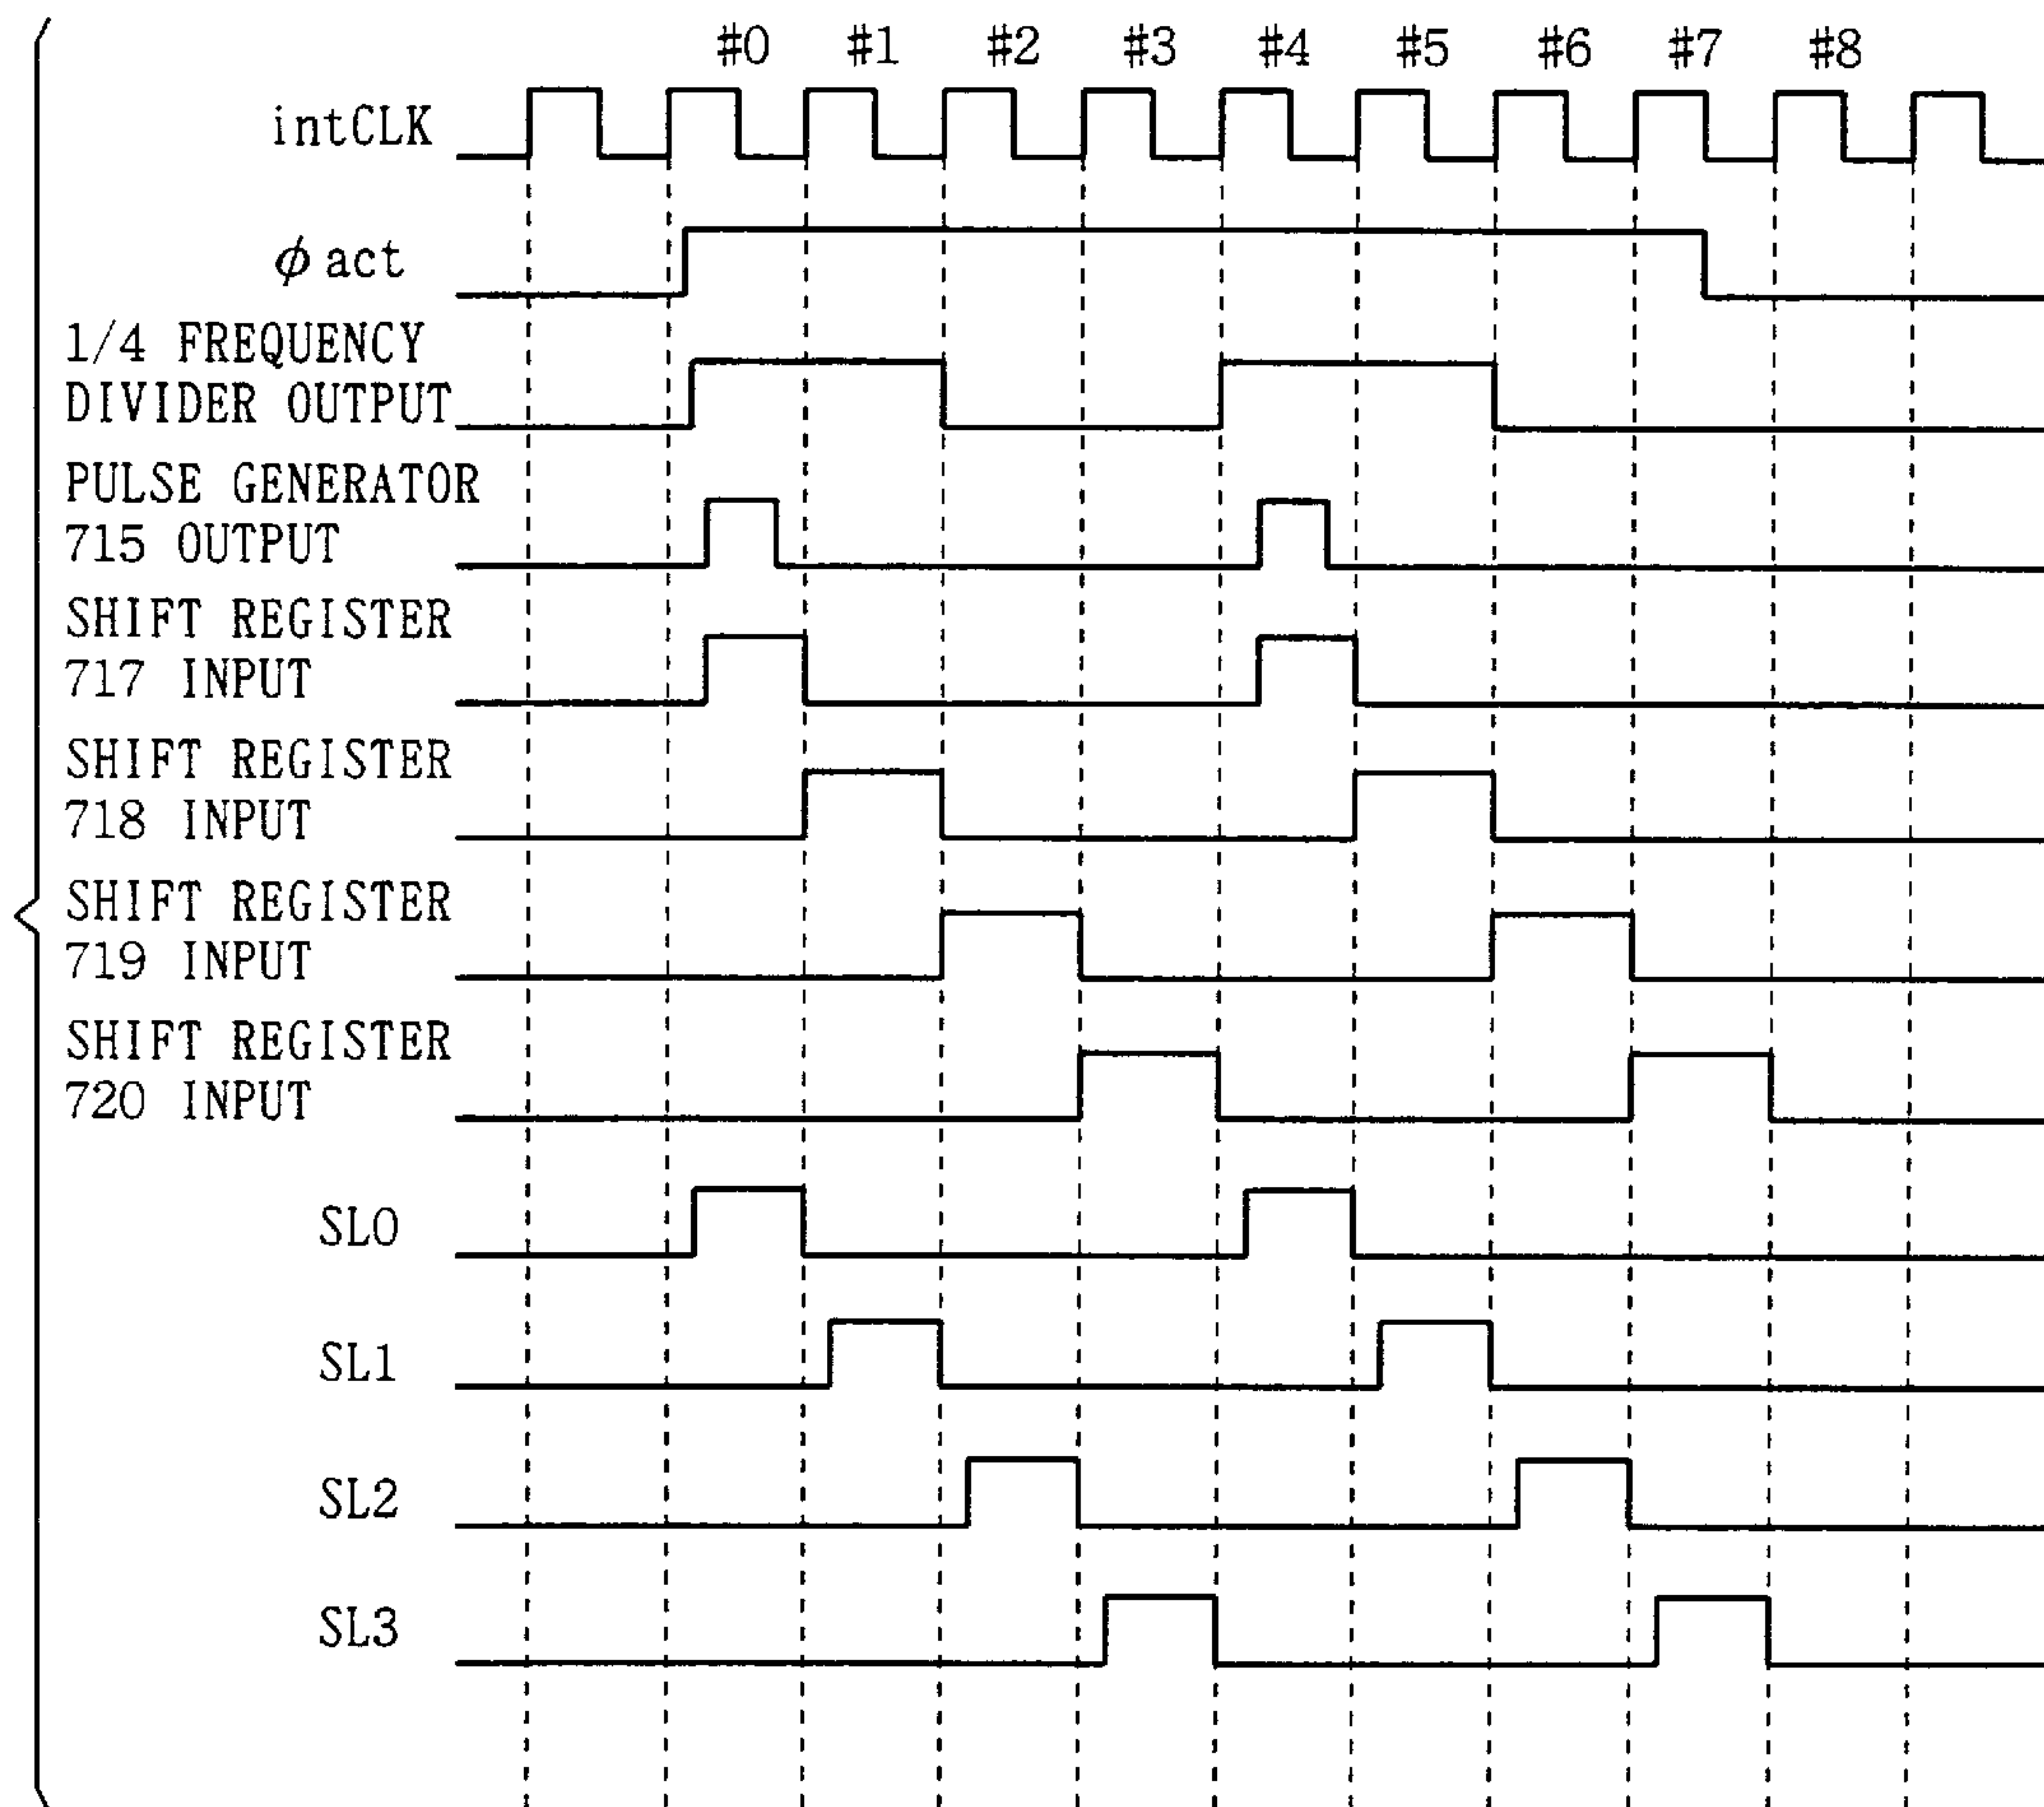 #0 #1 #2 #3 #4 #5 #6 #7 #8
intCLK
φ act
1/4 FREQUENCY
DIVIDER OUTPUT
PULSE GENERATOR
715 OUTPUT
SHIFT REGISTER
717 INPUT
SHIFT REGISTER
718 INPUT
SHIFT REGISTER
719 INPUT
SHIFT REGISTER
720 INPUT
SL0
SL1
SL2
SL3